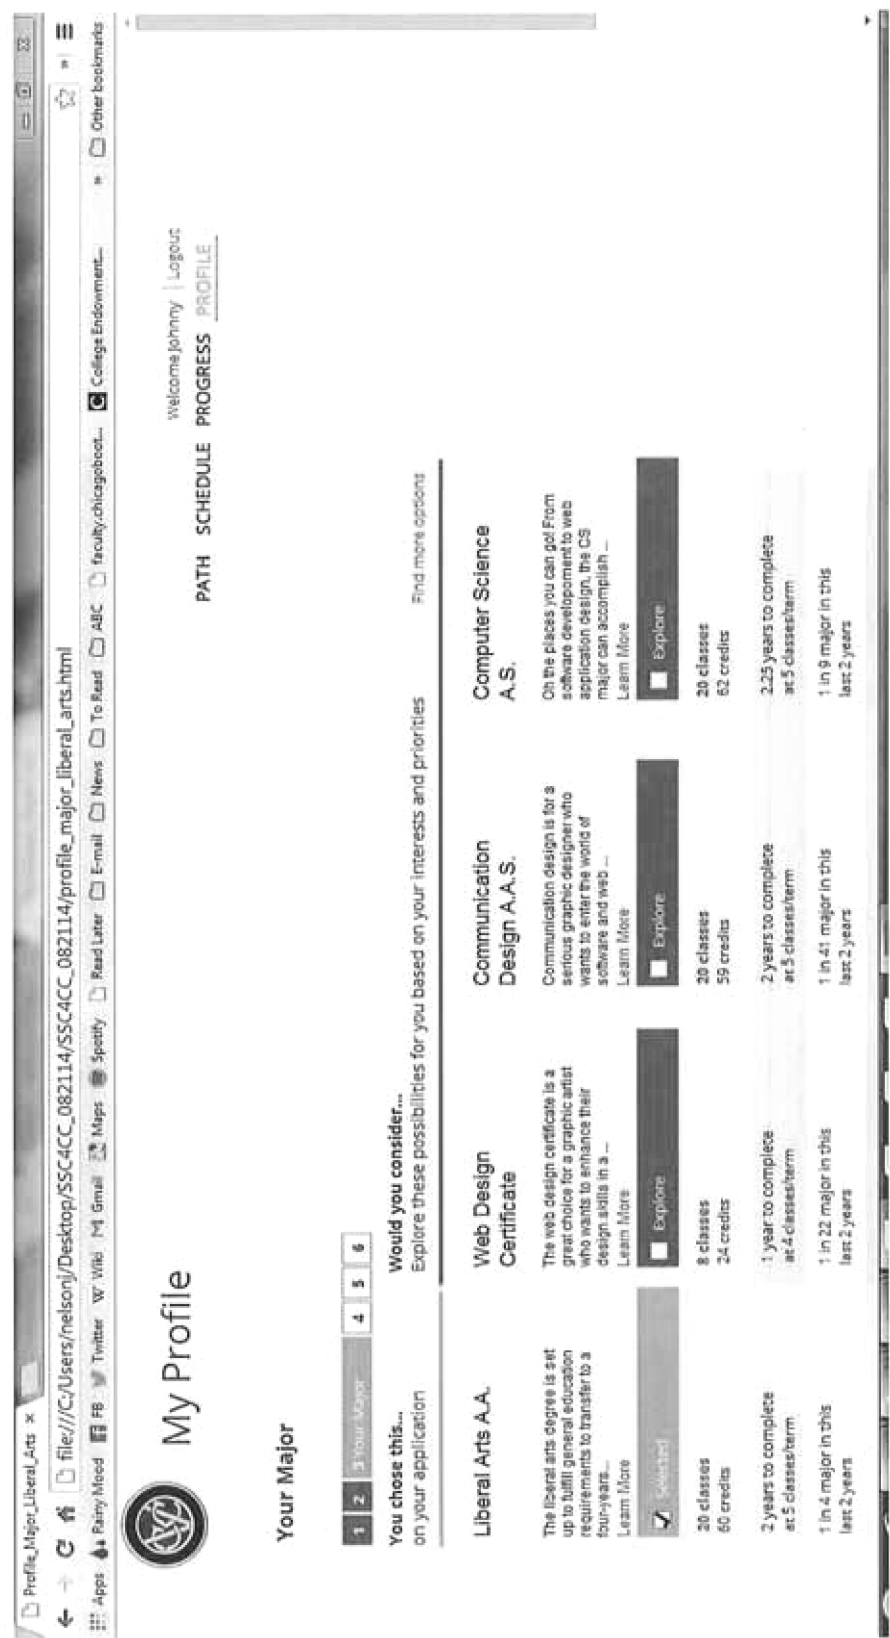 Profile_Major_Liberal_Arts ×
file:///C:/Users/nelsonj/Desktop/SSC4CC_082114/SSC4CC_082114/profile_major_liberal_arts.html
Apps Rainy Mood FB Twitter W Wiki M Gmail Maps Spotify Read Later E-mail News To Read ABC faculty.chicagoboot... C College Endowment... » Other bookmarks
Welcome Johnny | Logout
My Profile
PATH SCHEDULE PROGRESS PROFILE
Your Major
1 2 3 Your Major 4 5 6
You chose this...
on your application
Would you consider...
Explore these possibilities for you based on your interests and priorities
Find more options
Liberal Arts A.A.
The liberal arts degree is set
up to fulfill general education
requirements to transfer to a
four-years...
Learn More
Selected
20 classes
60 credits
2 years to complete
at 5 classes/term
1 in 4 major in this
last 2 years
Web Design
Certificate
The web design certificate is a
great choice for a graphic artist
who wants to enhance their
design skills in a ...
Learn More
Explore
8 classes
24 credits
1 year to complete
at 4 classes/term
1 in 22 major in this
last 2 years
Communication
Design A.A.S.
Communication design is for a
serious graphic designer who
wants to enter the world of
software and web ...
Learn More
Explore
20 classes
59 credits
2 years to complete
at 5 classes/term
1 in 41 major in this
last 2 years
Computer Science
A.S.
Oh the places you can go! From
software development to web
application design, the CS
major can accomplish ...
Learn More
Explore
20 classes
62 credits
2.25 years to complete
at 5 classes/term
1 in 9 major in this
last 2 years